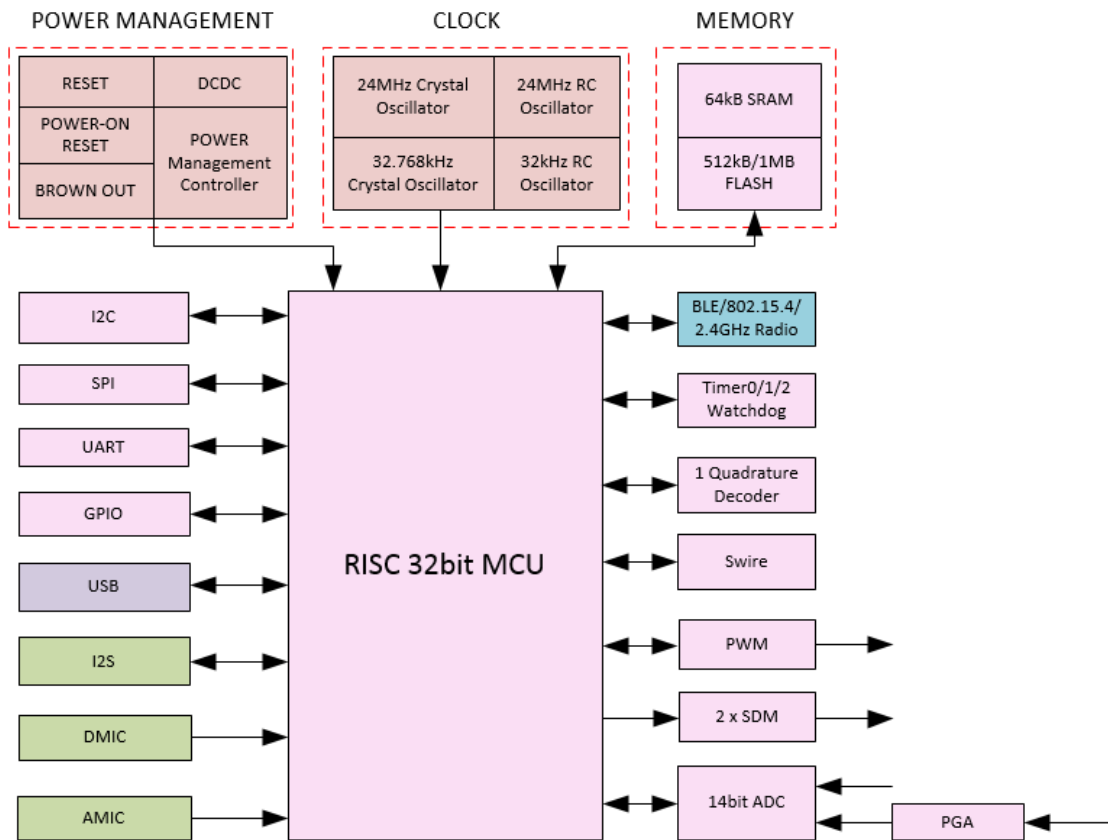 POWER MANAGEMENT
CLOCK
MEMORY
RESET
DCDC
POWER-ON
RESET
POWER
Management
Controller
BROWN OUT
24MHz Crystal
Oscillator
24MHz RC
Oscillator
32.768kHz
Crystal Oscillator
32kHz RC
Oscillator
64kB SRAM
512kB/1MB
FLASH
I2C
SPI
UART
GPIO
USB
I2S
DMIC
AMIC
RISC 32bit MCU
BLE/802.15.4/
2.4GHz Radio
Timer0/1/2
Watchdog
1 Quadrature
Decoder
Swire
PWM
2 x SDM
14bit ADC
PGA